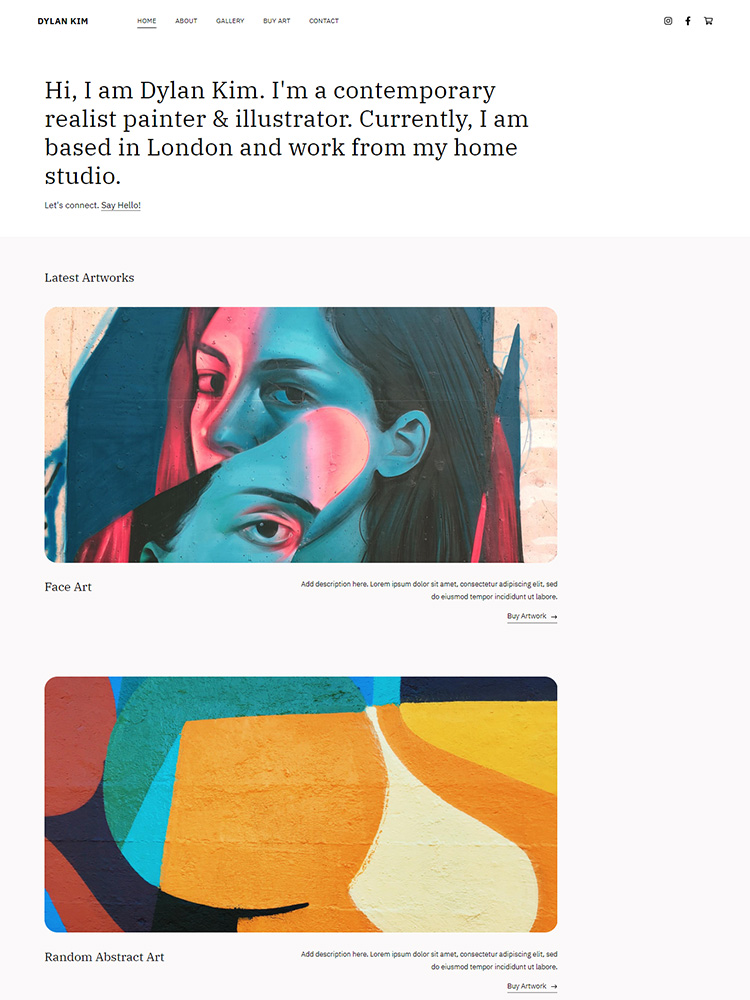 DYLAN KIM
HOME ABOUT GALLERY BUY ART CONTACT
Hi, I am Dylan Kim. I'm a contemporary
realist painter & illustrator. Currently, I am
based in London and work from my home
studio.
Let's connect. Say Hello!
Latest Artworks
Face Art
Add description here. Lorem ipsum dolor sit amet, consectetur adipiscing elit, sed
do eiusmod tempor incididunt ut labore.
Buy Artwork →
Random Abstract Art
Add description here. Lorem ipsum dolor sit amet, consectetur adipiscing elit, sed
do eiusmod tempor incididunt ut labore.
Buy Artwork →